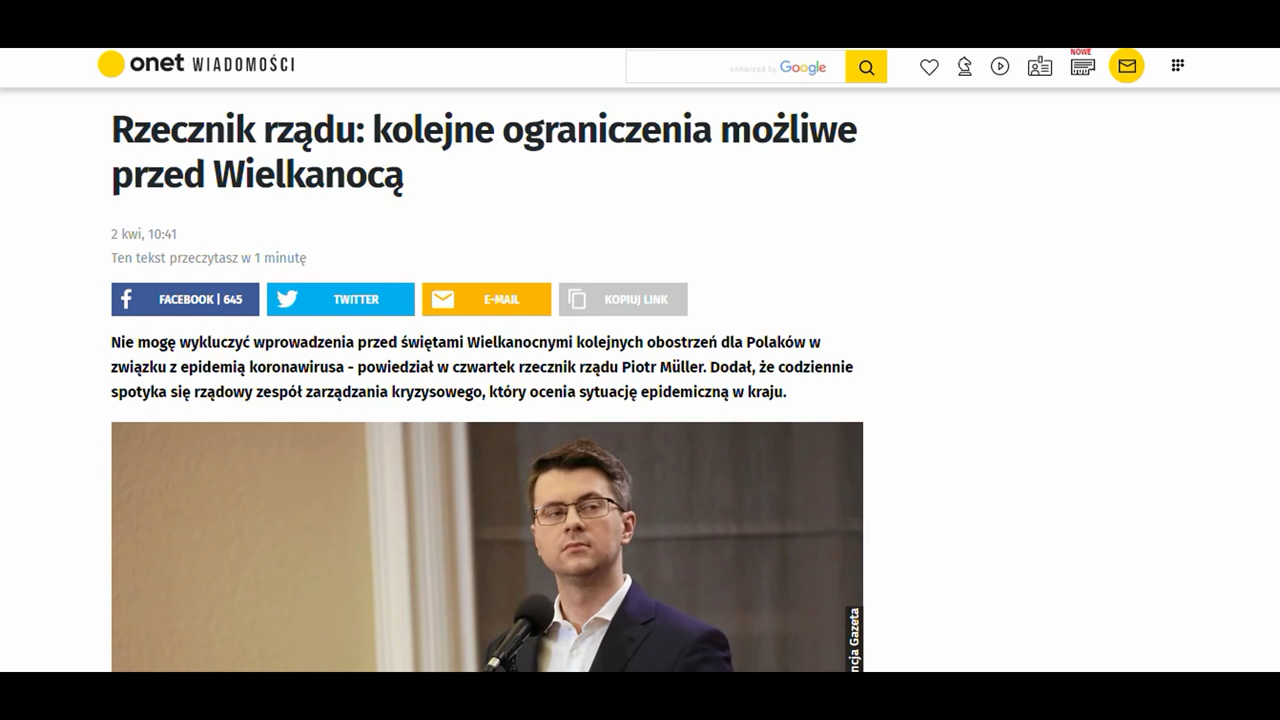 onet WIADOMOŚCI
enhanced by Google
NOWE
Rzecznik rządu: kolejne ograniczenia możliwe
przed Wielkanocą
2 kwi, 10:41
Ten tekst przeczytasz w 1 minutę
FACEBOOK | 645
TWITTER
E-MAIL
KOPIUJ LINK
Nie mogę wykluczyć wprowadzenia przed świętami Wielkanocnymi kolejnych obostrzeń dla Polaków w
związku z epidemią koronawirusa - powiedział w czwartek rzecznik rządu Piotr Müller. Dodał, że codziennie
spotyka się rządowy zespół zarządzania kryzysowego, który ocenia sytuację epidemiczną w kraju.
ncja Gazeta